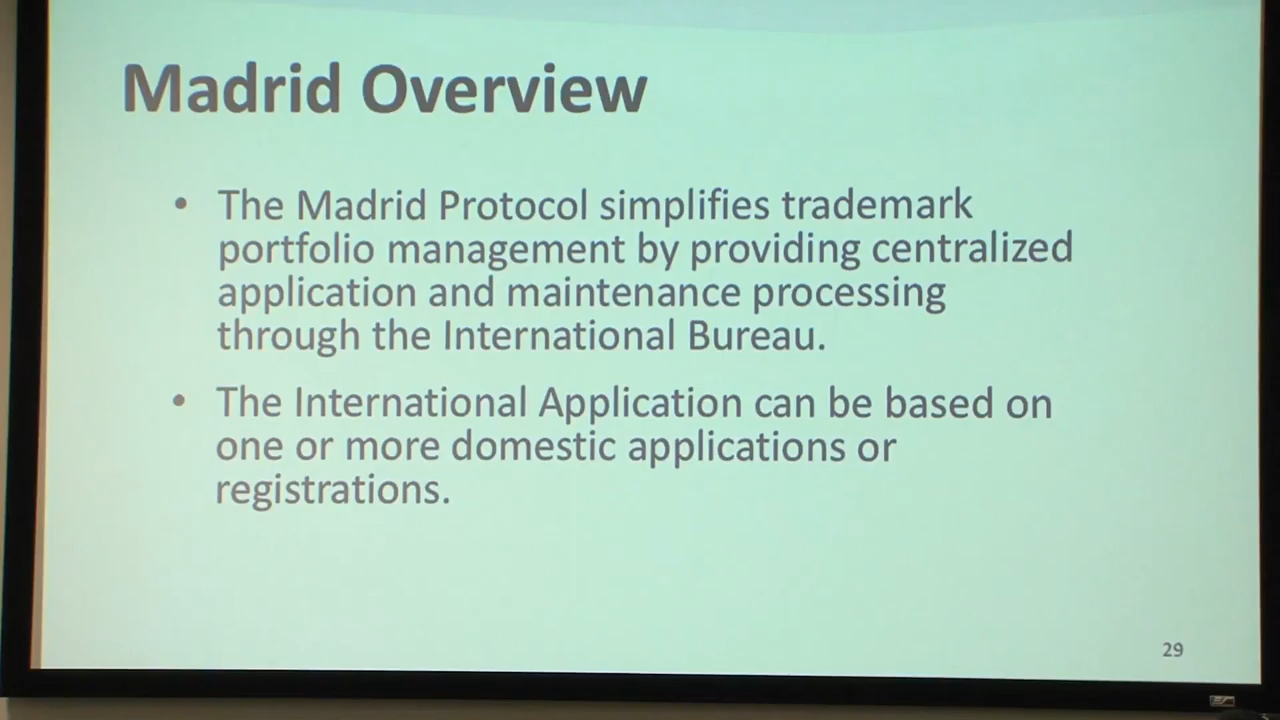 Madrid Overview
• The Madrid Protocol simplifies trademark
portfolio management by providing centralized
application and maintenance processing
through the International Bureau.
• The International Application can be based on
one or more domestic applications or
registrations.
29